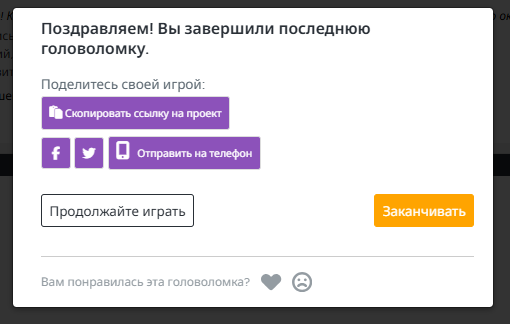 Поздравляем! Вы завершили последнюю
головоломку.
Поделитесь своей игрой:
Скопировать ссылку на проект
Отправить на телефон
Продолжайте играть
Заканчивать
Вам понравилась эта головоломка?